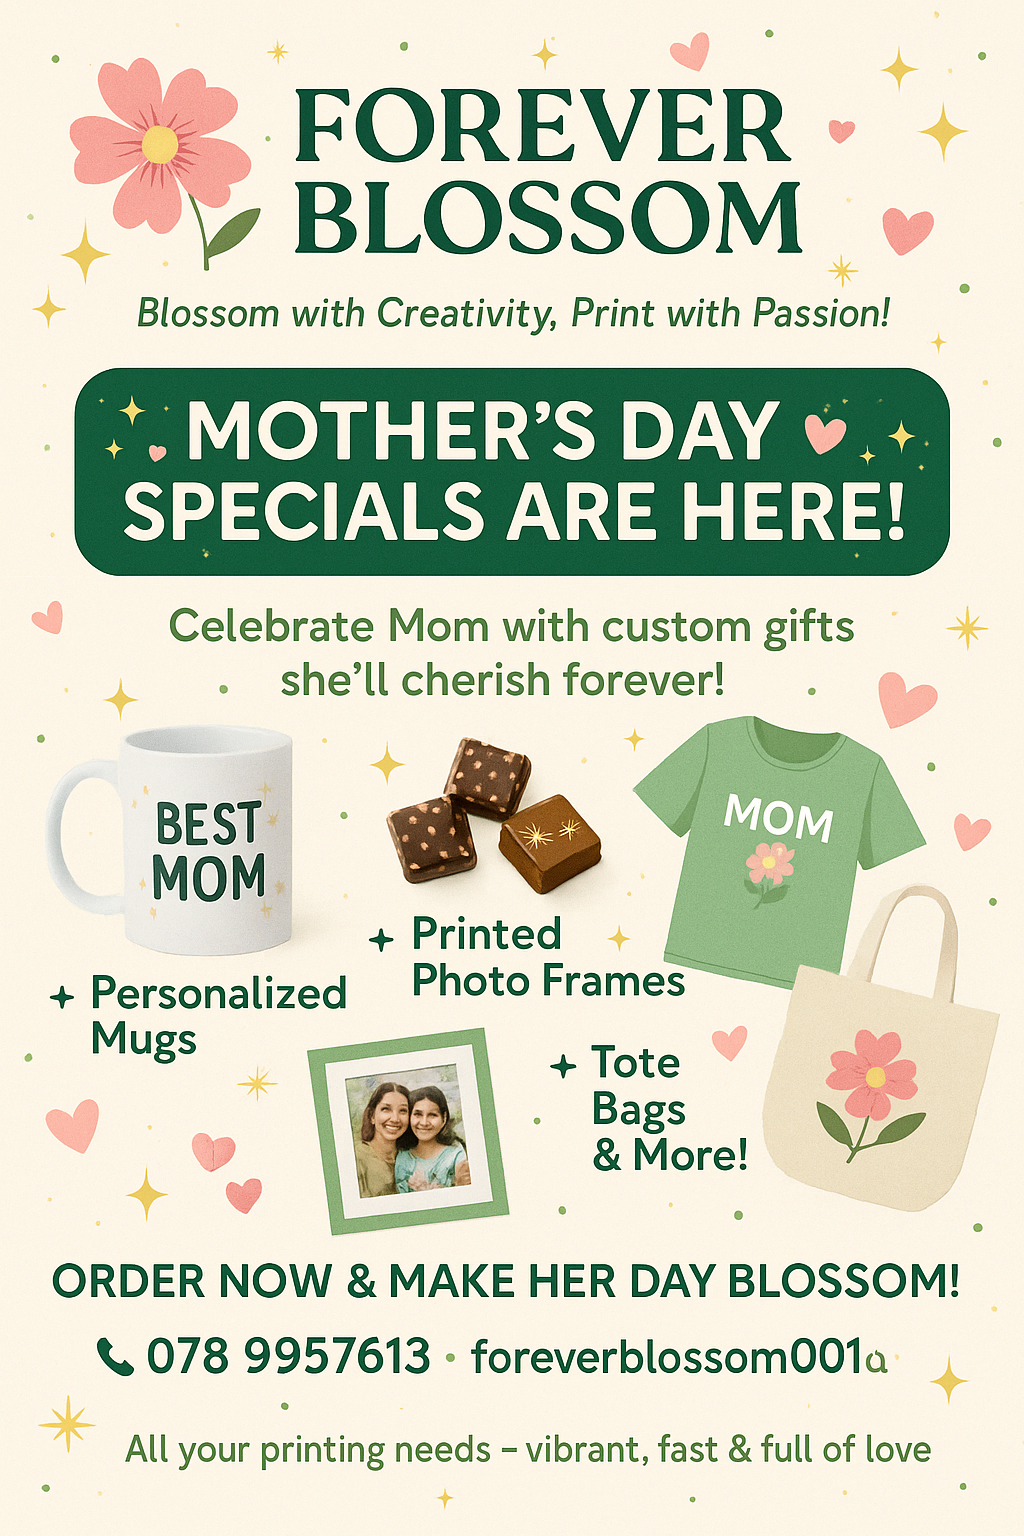 FOREVER
BLOSSOM
Blossom with Creativity, Print with Passion!
MOTHER'S DAY
SPECIALS ARE HERE!
Celebrate Mom with custom gifts
she'll cherish forever!
BEST
MOM
MOM
+ Personalized
Mugs
+ Printed
Photo Frames
+ Tote
Bags
& More!
ORDER NOW & MAKE HER DAY BLOSSOM!
078 9957613 · foreverblossom001a
All your printing needs – vibrant, fast & full of love